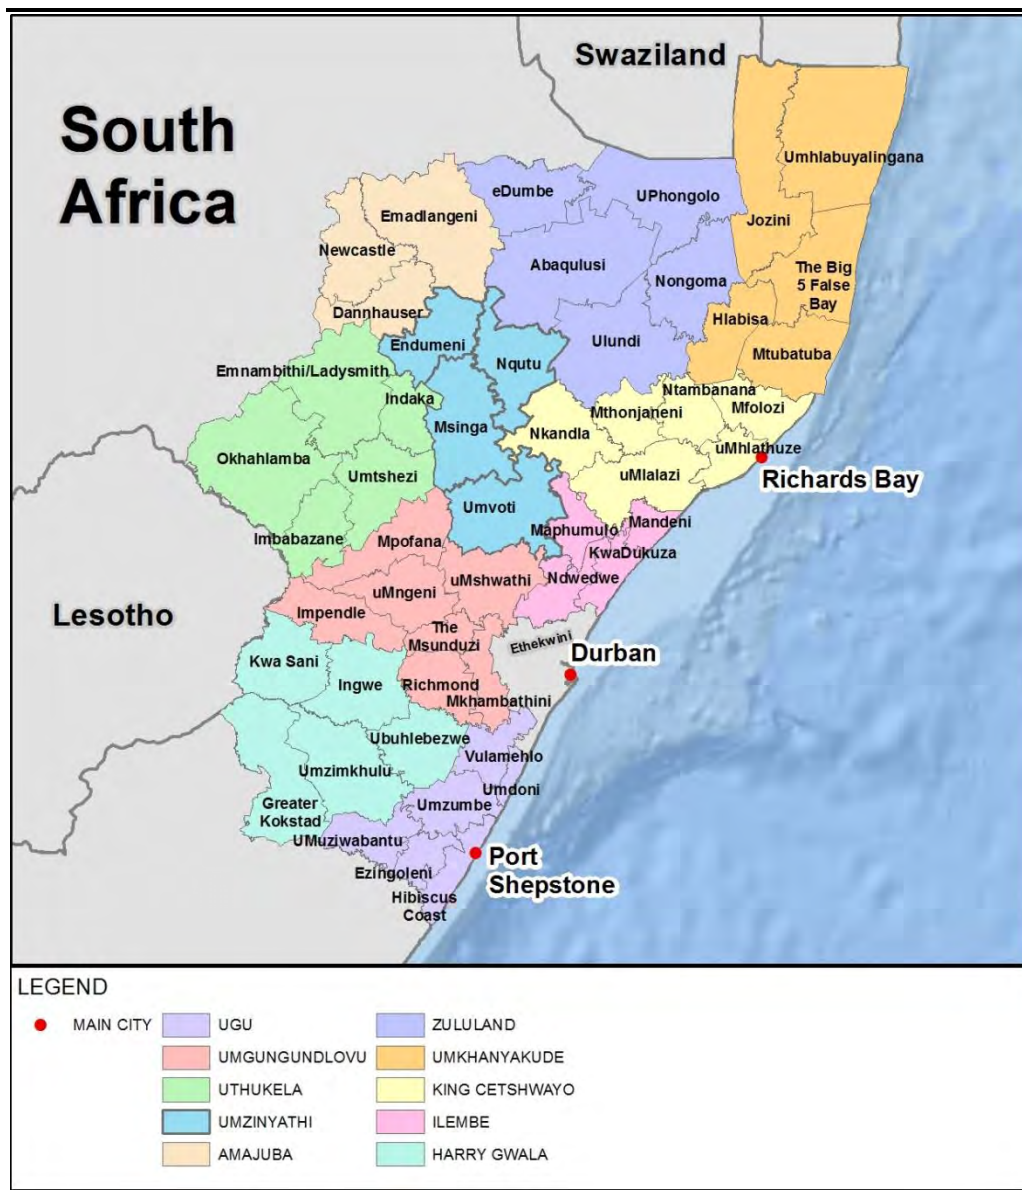 Swaziland
South
Africa
Umhlabuyalingana
eDumbe
UPhongolo
Emadlangeni
Jozini
Newcastle
Abaqulusi
The Big
5 False
Bay
Nongoma
Dannhauser
Hlabisa
Endumeni
Ulundi
Mtubatuba
Nqutu
Emnambithi/Ladysmith
Indaka
Ntambanana
Mthonjaneni
Mfolozi
Msinga
Nkandla
uMhlathuze
Okhahlamba
Umtshezi
uMlalazi
Richards Bay
Umvoti
Imbabazane
Mpofana
Maphumulo
Mandeni
KwaDukuza
uMshwathi
Ndwedwe
uMngeni
Impendle
Lesotho
The
Msunduzi
Ethekwini
Durban
Kwa Sani
Ingwe
Richmond
Mkhambathini
Ubuhlebezwe
Vulamehlo
Umzimkhulu
Umdoni
Greater
Kokstad
Umzumbe
UMuziwabantu
Port
Shepstone
Ezingoleni
Hibiscus
Coast
LEGEND
MAIN CITY
UGU
ZULULAND
UMGUNGUNDLOVU
UMKHANYAKUDE
UTHUKELA
KING CETSHWAYO
UMZINYATHI
ILEMBE
AMAJUBA
HARRY GWALA